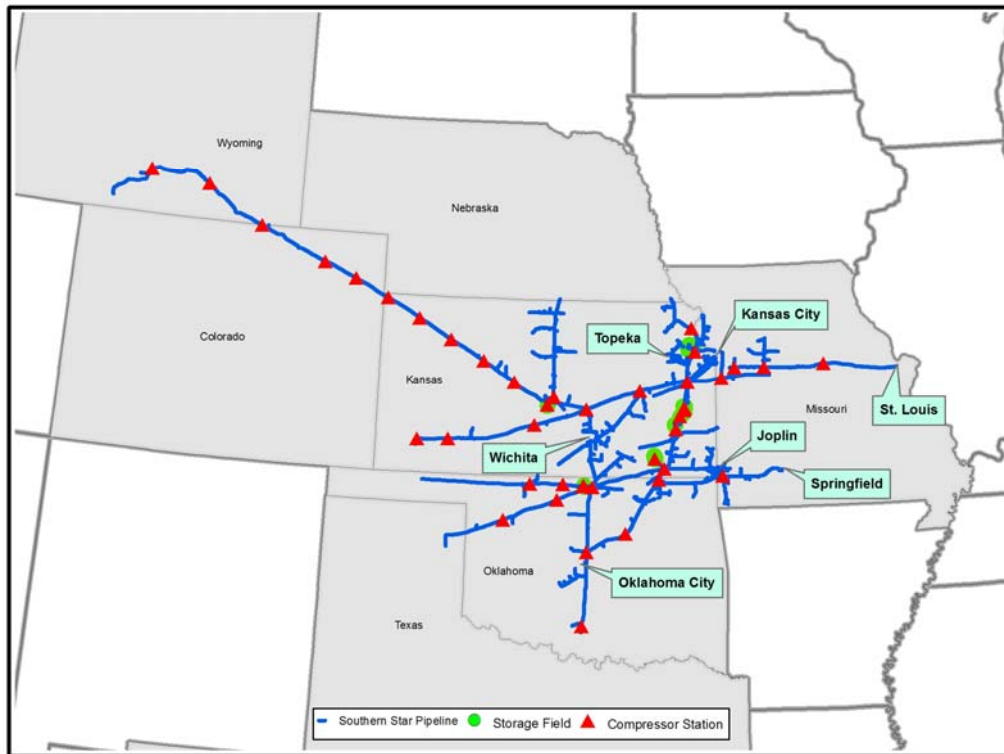 Wyoming
Nebraska
Kansas City
Topeka
Colorado
Kansas
Missouri
St. Louis
Joplin
Wichita
Springfield
Oklahoma
Oklahoma City
Texas
Southern Star Pipeline Storage Field Compressor Station